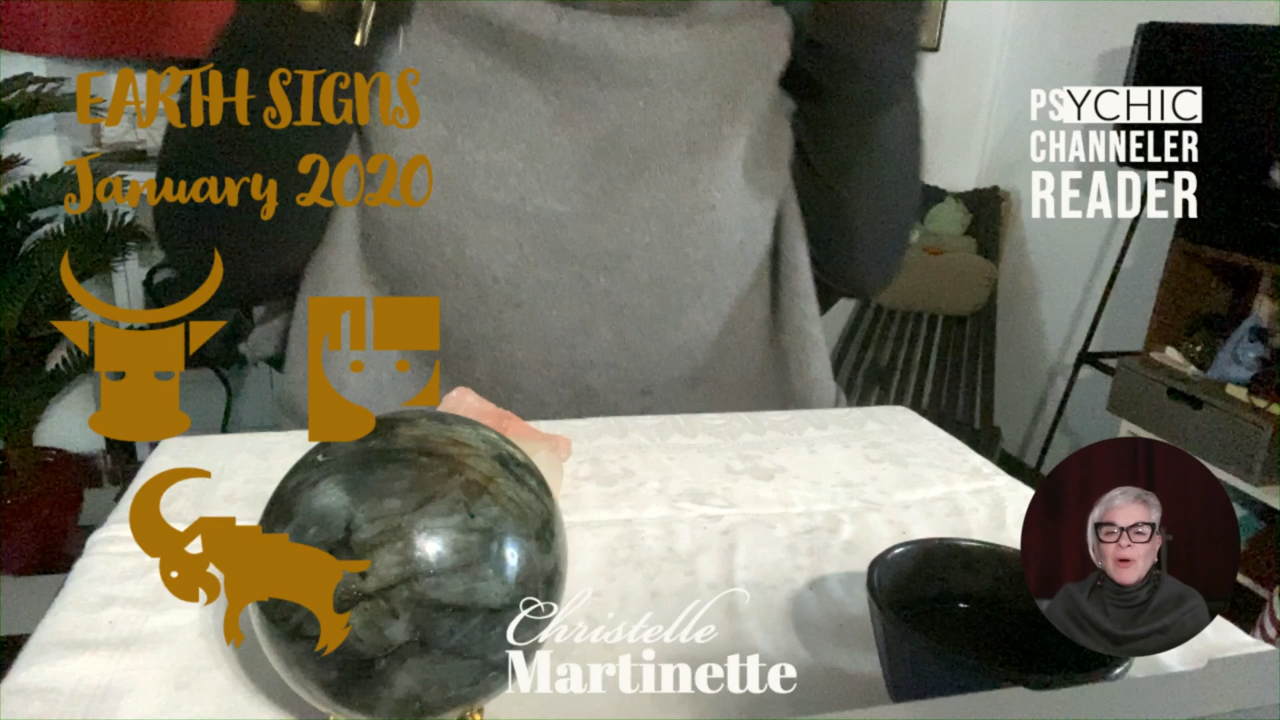 EARTH SIGNS
January 2020
PSYCHIC
CHANNELER
READER
Christelle
Martinette